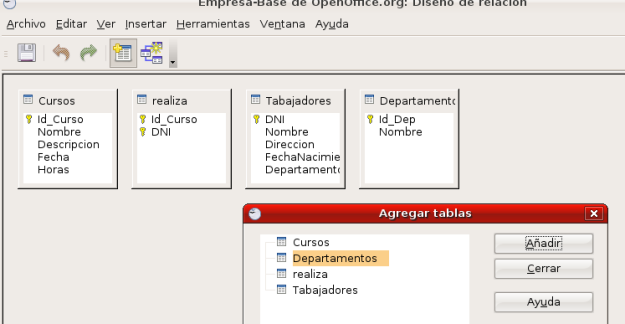 Empresa-Base de OpenOffice.org: Diseño de relación
Archivo Editar Ver Insertar Herramientas Ventana Ayuda
Cursos
Id_Curso
Nombre
Descripcion
Fecha
Horas
realiza
Id_Curso
DNI
Tabajadores
DNI
Nombre
Direccion
FechaNacimie
Departament
Departament
Id_Dep
Nombre
Agregar tablas
Cursos
Departamentos
realiza
Tabajadores
Añadir
Cerrar
Ayuda